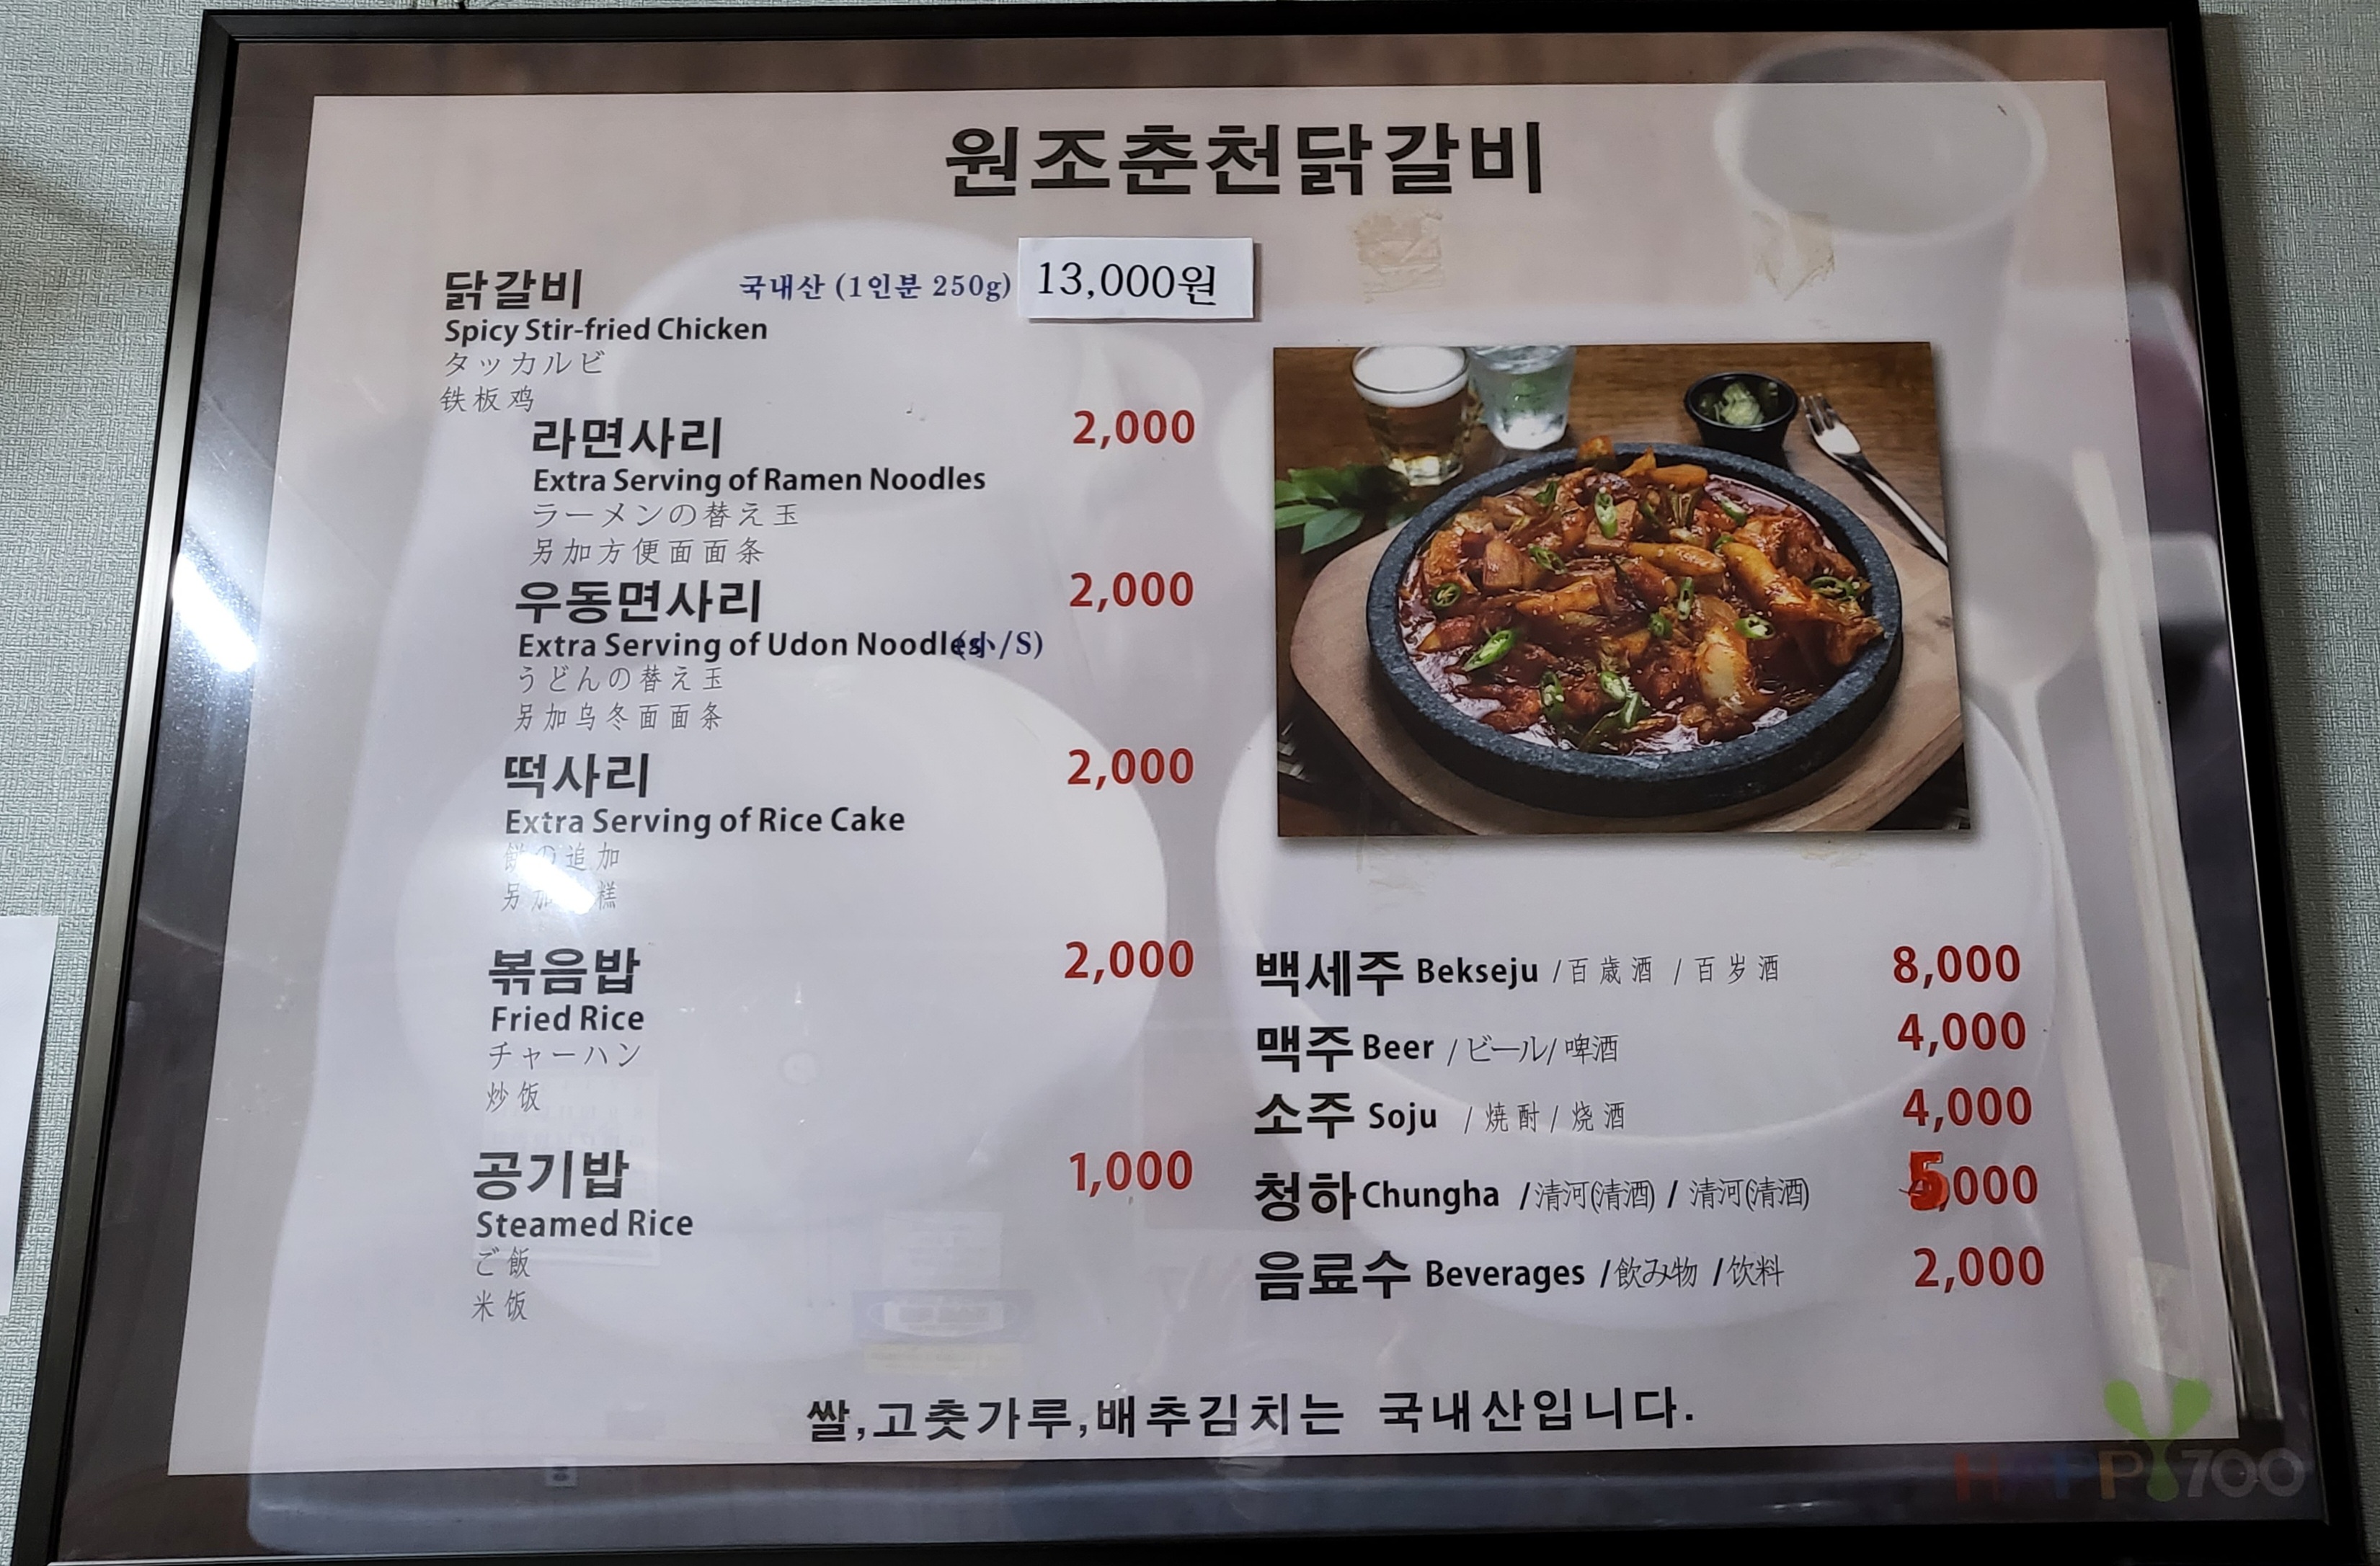 원조춘천닭갈비
닭갈비 국내산 (1인분 250g) 13,000원
Spicy Stir-fried Chicken
タッカルビ
铁板鸡
라면사리 2,000
Extra Serving of Ramen Noodles
ラーメンの替え玉
另加方便面面条
우동면사리 2,000
Extra Serving of Udon Noodles (小/S)
うどんの替え玉
另加乌冬面面条
떡사리 2,000
Extra Serving of Rice Cake
餅の追加
另加 糕
볶음밥 2,000
Fried Rice
チャーハン
炒饭
공기밥 1,000
Steamed Rice
ご飯
米饭
백세주 Bekseju /百歳酒 /百岁酒 8,000
맥주 Beer /ビール/啤酒 4,000
소주 Soju /焼酎/烧酒 4,000
청하 Chungha /清河(清酒) / 清河(清酒) 5,000
음료수 Beverages /飲み物 /饮料 2,000
쌀,고춧가루,배추김치는 국내산입니다.
HAPPY700